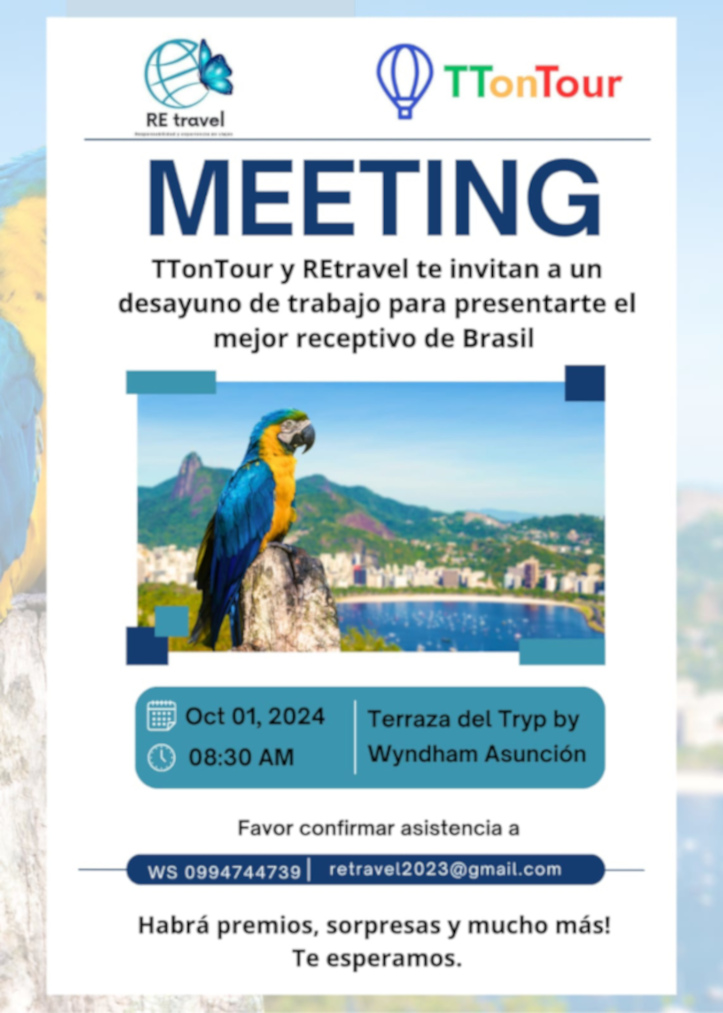 RE travel
TTonTour
MEETING
TTonTour y REtravel te invitan a un
desayuno de trabajo para presentarte el
mejor receptivo de Brasil
Oct 01, 2024
08:30 AM
Terraza del Tryp by
Wyndham Asunción
Favor confirmar asistencia a
WS 0994744739 | retravel2023@gmail.com
Habrá premios, sorpresas y mucho más!
Te esperamos.